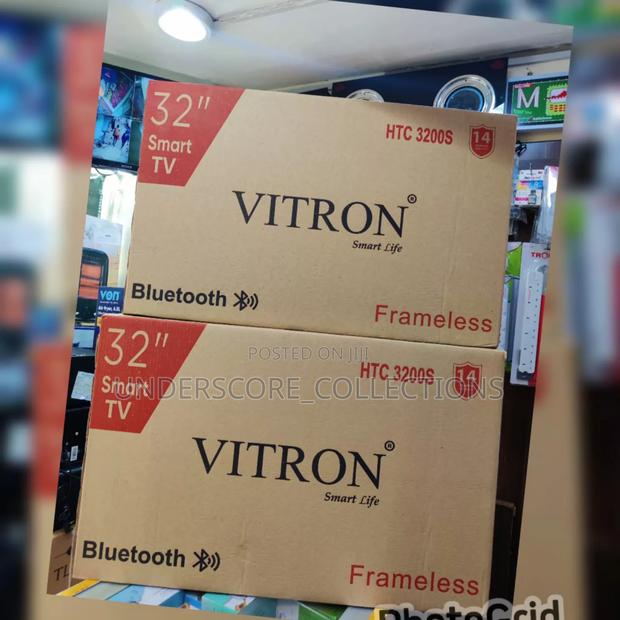 32"
Smart
TV
HTC 3200S
14
VITRON®
Smart Life
Bluetooth
Frameless
M
von
POSTED ON JIJI
UNDERSCORE_COLLECTIONS
32"
Smart
TV
HTC 3200S
14
VITRON®
Smart Life
Bluetooth
Frameless
PhotoGrid